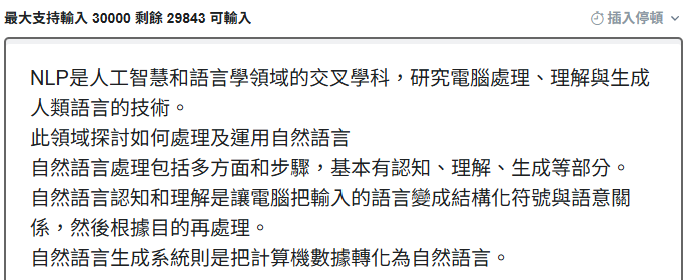 最大支持輸入 30000 剩餘 29843 可輸入
插入停頓
NLP是人工智慧和語言學領域的交叉學科，研究電腦處理、理解與生成
人類語言的技術。
此領域探討如何處理及運用自然語言
自然語言處理包括多方面和步驟，基本有認知、理解、生成等部分。
自然語言認知和理解是讓電腦把輸入的語言變成結構化符號與語意關
係，然後根據目的再處理。
自然語言生成系統則是把計算機數據轉化為自然語言。